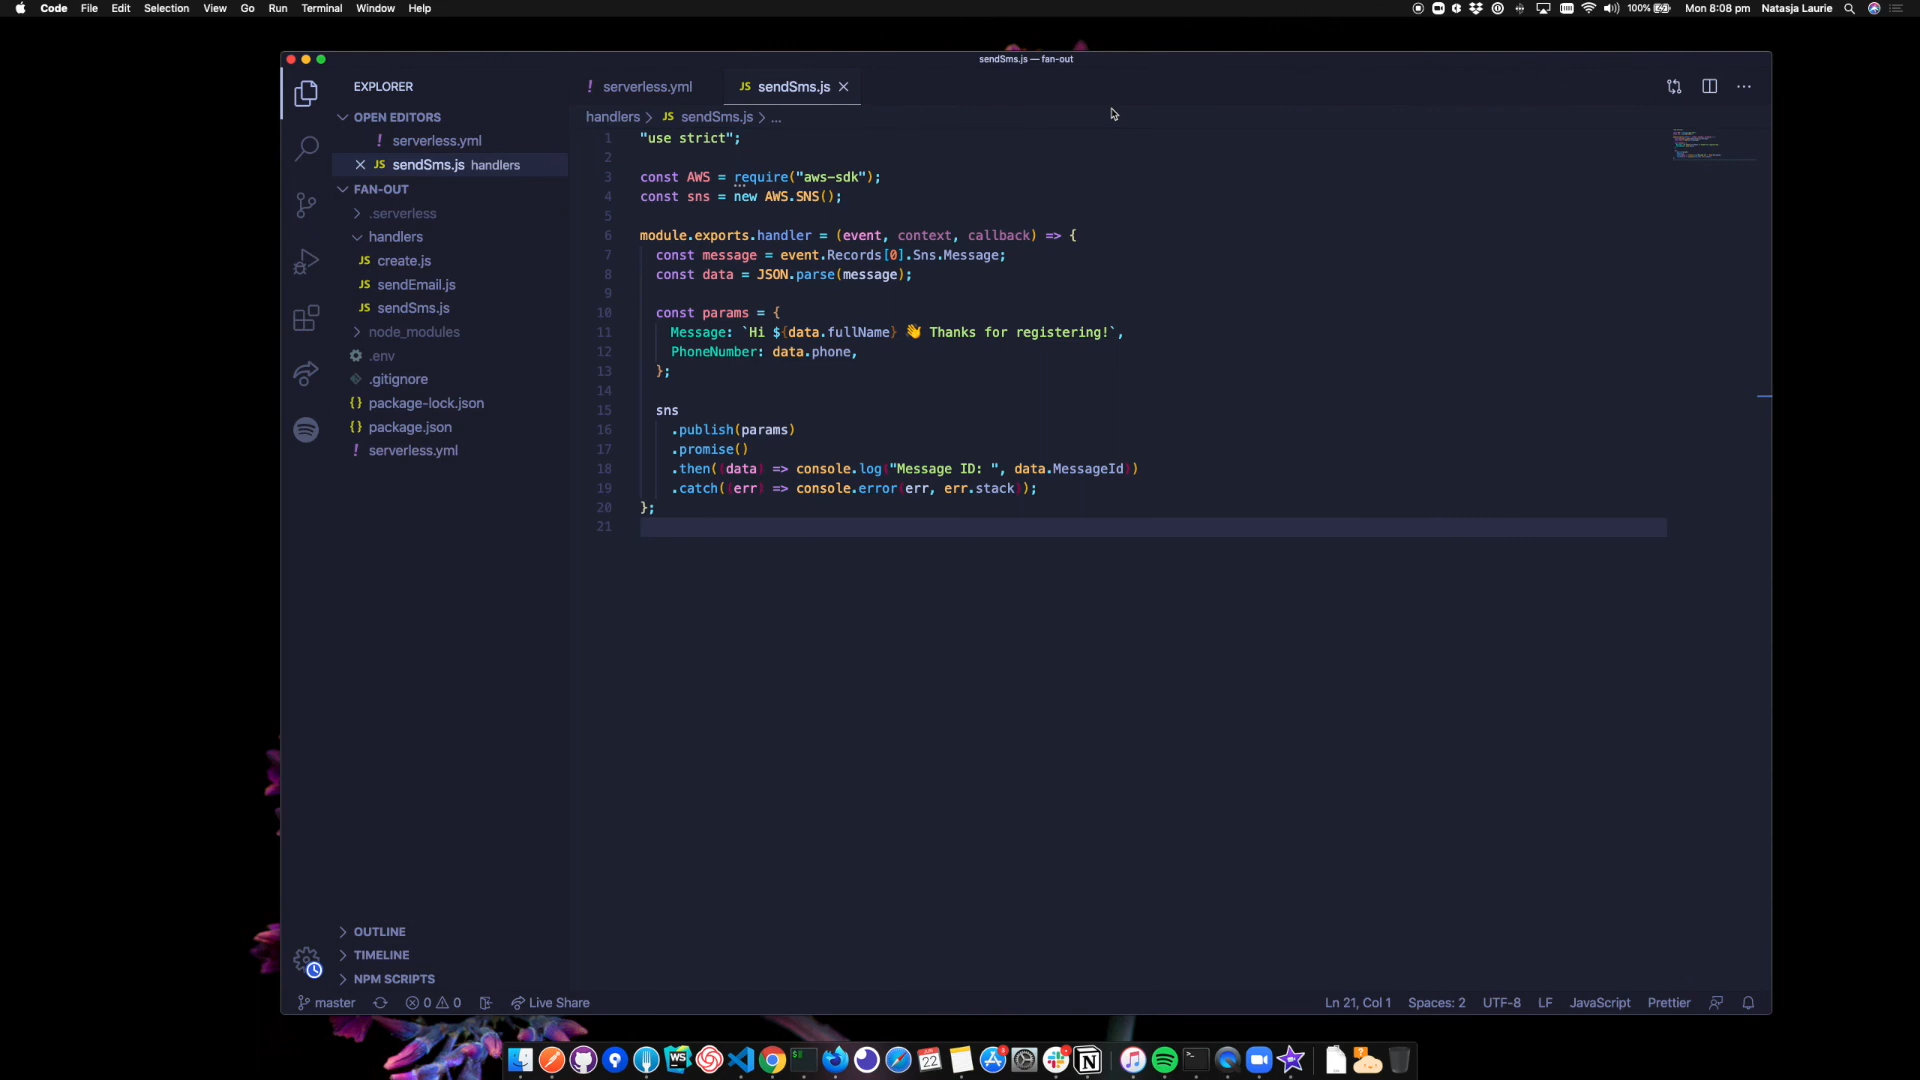 Code File Edit Selection View Go Run Terminal Window Help
100% Mon 8:08 pm Natasja Laurie
sendSms.js — fan-out
EXPLORER
OPEN EDITORS
! serverless.yml
JS sendSms.js handlers
FAN-OUT
.serverless
handlers
JS create.js
JS sendEmail.js
JS sendSms.js
node_modules
.env
.gitignore
{} package-lock.json
{} package.json
! serverless.yml
OUTLINE
TIMELINE
NPM SCRIPTS
! serverless.yml JS sendSms.js
handlers > JS sendSms.js > ...
1 "use strict";
2
3 const AWS = require("aws-sdk");
4 const sns = new AWS.SNS();
5
6 module.exports.handler = (event, context, callback) => {
7 const message = event.Records[0].Sns.Message;
8 const data = JSON.parse(message);
9
10 const params = {
11 Message: `Hi ${data.fullName} 👋 Thanks for registering!`,
12 PhoneNumber: data.phone,
13 };
14
15 sns
16 .publish(params)
17 .promise()
18 .then((data) => console.log("Message ID: ", data.MessageId))
19 .catch((err) => console.error(err, err.stack));
20 };
21
master 0 0 Live Share Ln 21, Col 1 Spaces: 2 UTF-8 LF JavaScript Prettier
WS
22